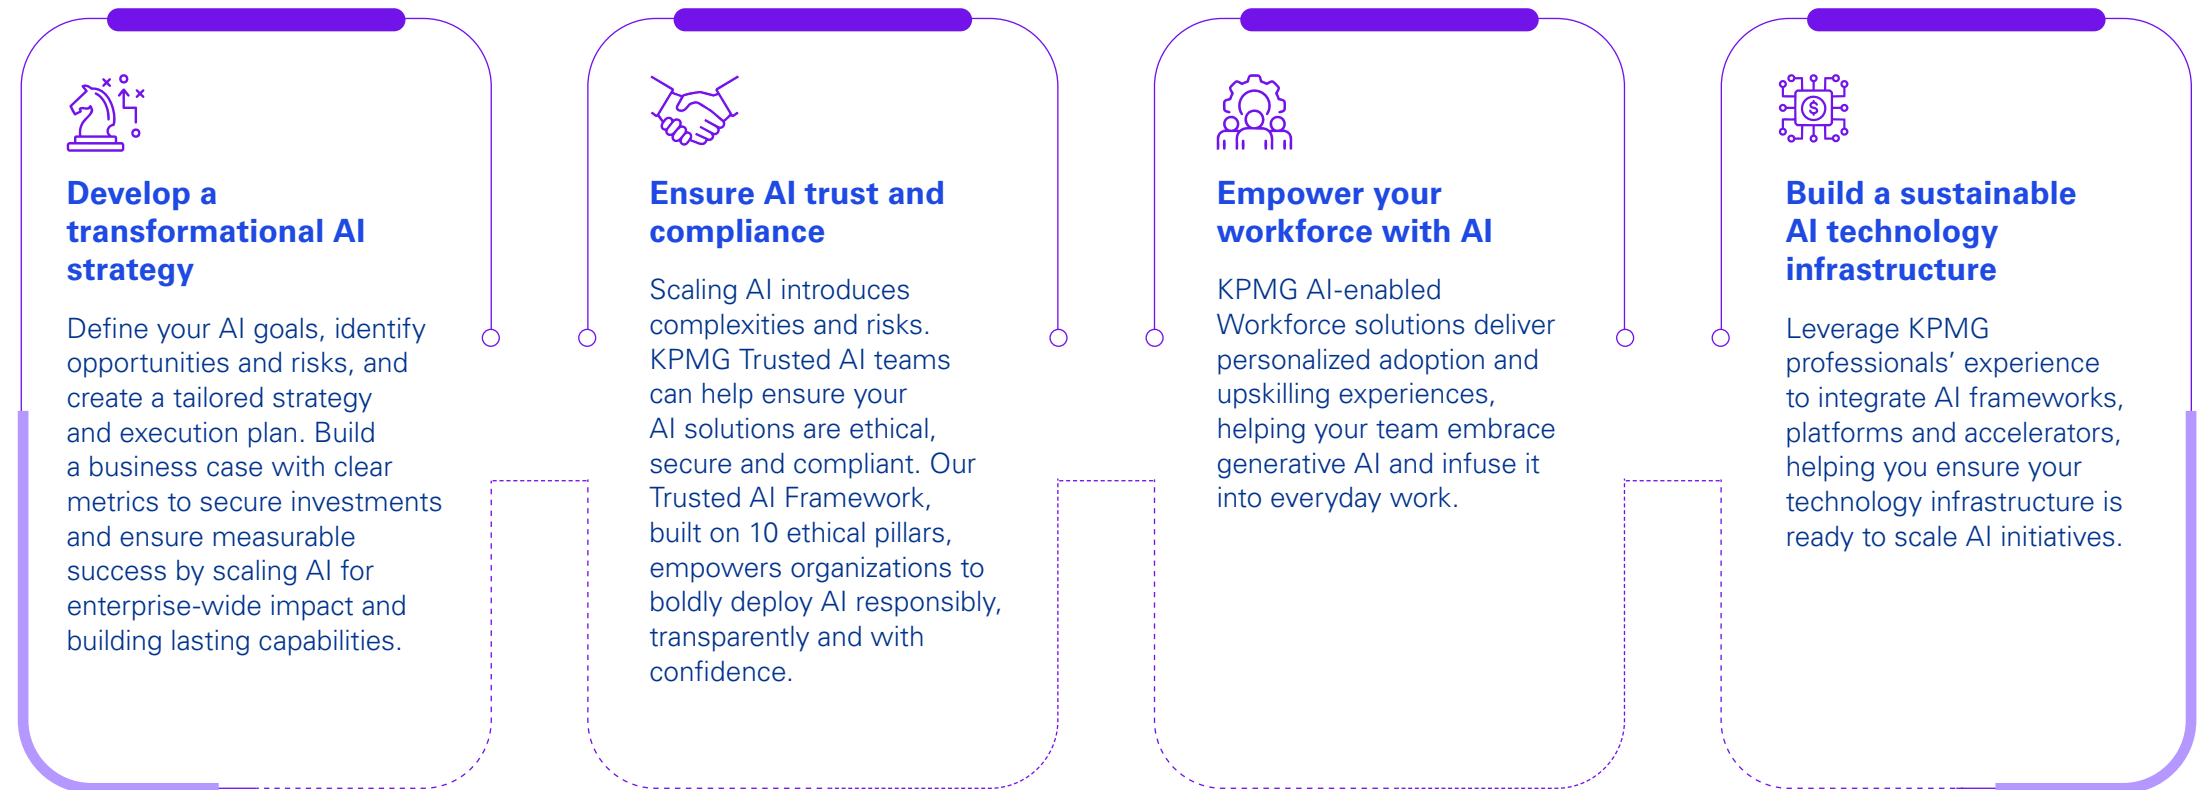 Develop a
transformational AI
strategy
Define your AI goals, identify
opportunities and risks, and
create a tailored strategy
and execution plan. Build
a business case with clear
metrics to secure investments
and ensure measurable
success by scaling AI for
enterprise-wide impact and
building lasting capabilities.
Ensure AI trust and
compliance
Scaling AI introduces
complexities and risks.
KPMG Trusted AI teams
can help ensure your
AI solutions are ethical,
secure and compliant. Our
Trusted AI Framework,
built on 10 ethical pillars,
empowers organizations to
boldly deploy AI responsibly,
transparently and with
confidence.
Empower your
workforce with AI
KPMG AI-enabled
Workforce solutions deliver
personalized adoption and
upskilling experiences,
helping your team embrace
generative AI and infuse it
into everyday work.
Build a sustainable
AI technology
infrastructure
Leverage KPMG
professionals’ experience
to integrate AI frameworks,
platforms and accelerators,
helping you ensure your
technology infrastructure is
ready to scale AI initiatives.